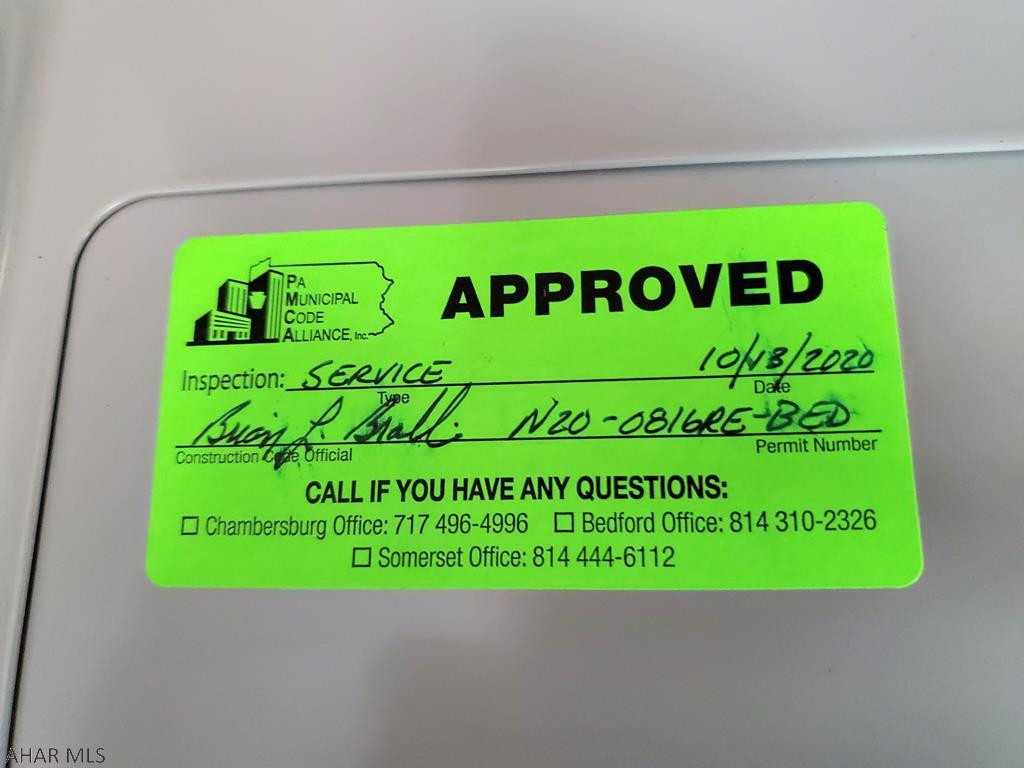 PA
MUNICIPAL
CODE
ALLIANCE, Inc.
APPROVED
Inspection: SERVICE 10/13/2020
Type Date
N20-0816RE-BED
Construction Code Official Permit Number
CALL IF YOU HAVE ANY QUESTIONS:
☐ Chambersburg Office: 717 496-4996 ☐ Bedford Office: 814 310-2326
☐ Somerset Office: 814 444-6112
AHAR MLS